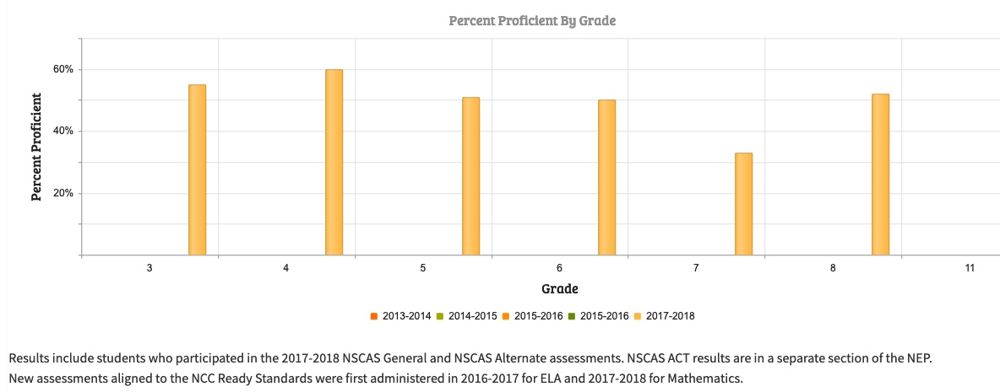 Percent Proficient By Grade
60%
40%
20%
Percent Proficient
3 4 5 6 7 8 11
Grade
2013-2014 2014-2015 2015-2016 2015-2016 2017-2018
Results include students who participated in the 2017-2018 NSCAS General and NSCAS Alternate assessments. NSCAS ACT results are in a separate section of the NEP.
New assessments aligned to the NCC Ready Standards were first administered in 2016-2017 for ELA and 2017-2018 for Mathematics.